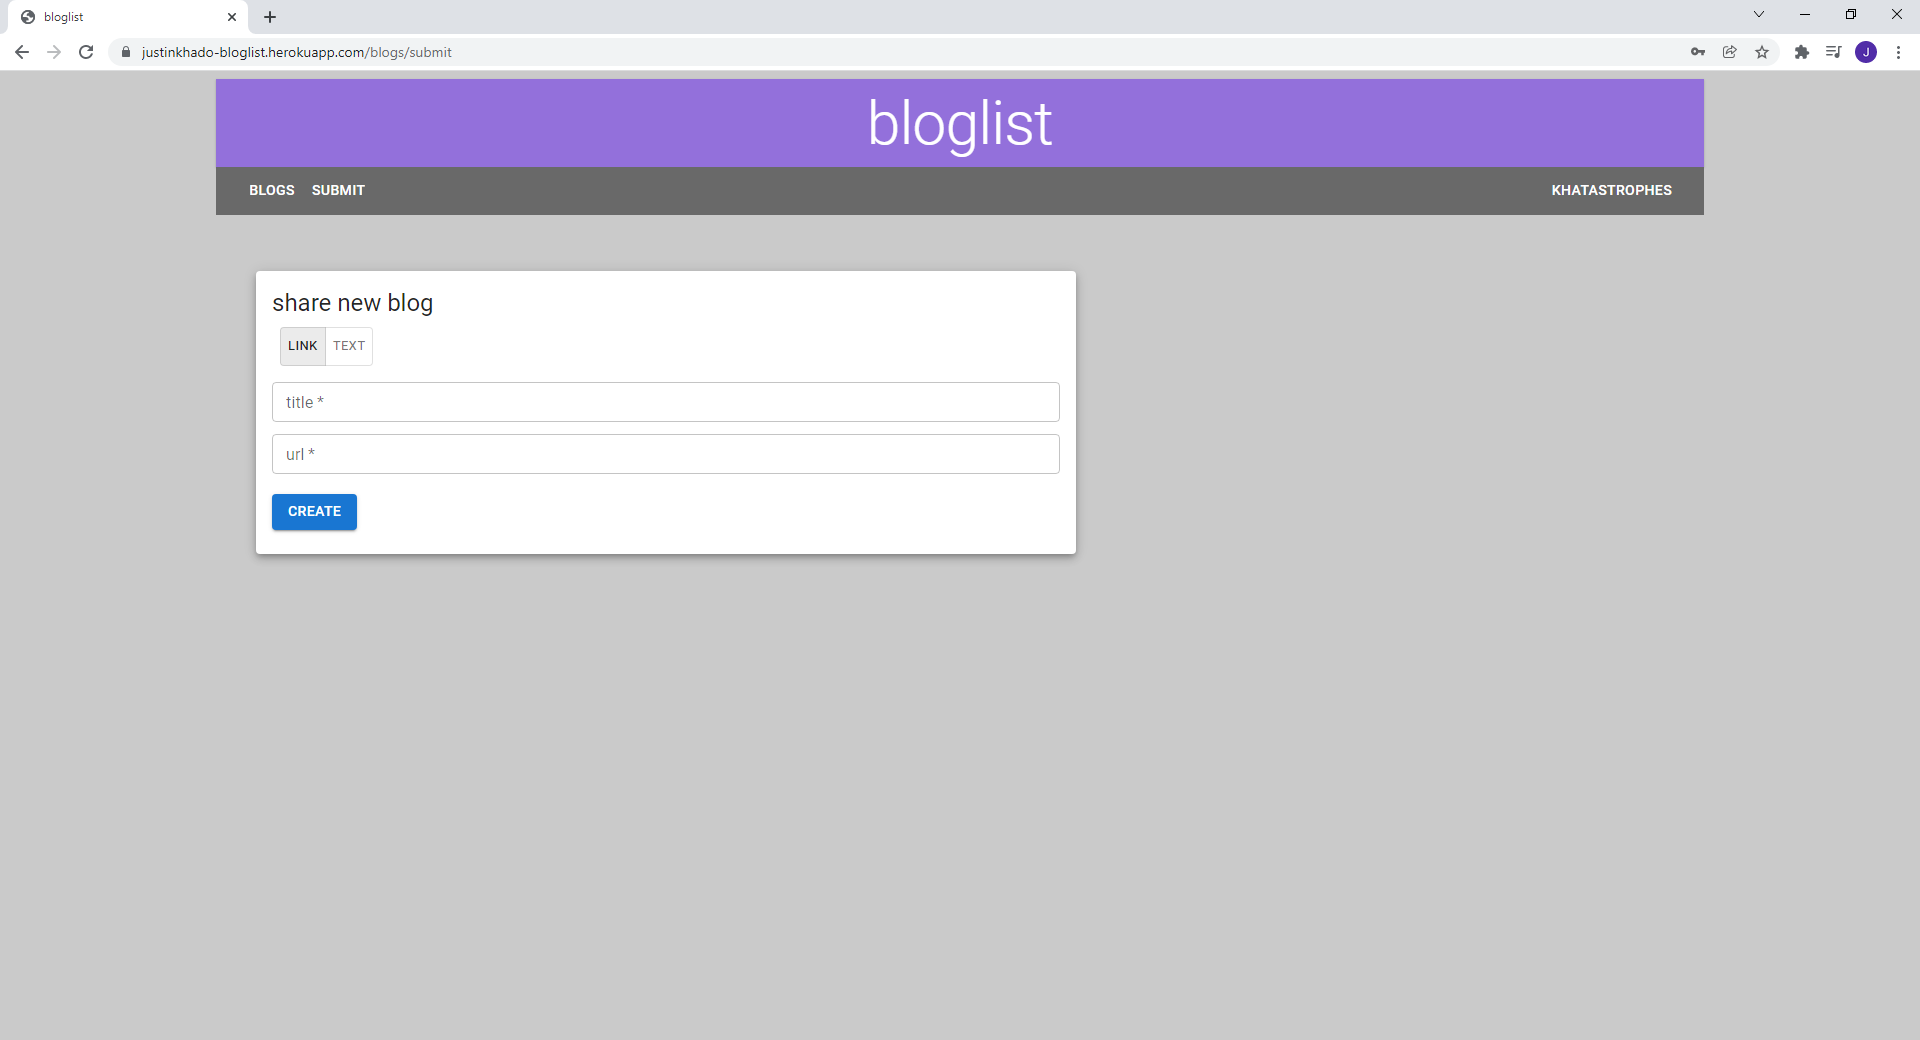 bloglist
justinkhado-bloglist.herokuapp.com/blogs/submit
J
bloglist
BLOGS SUBMIT KHATASTROPHES
share new blog
LINK TEXT
title *
url *
CREATE